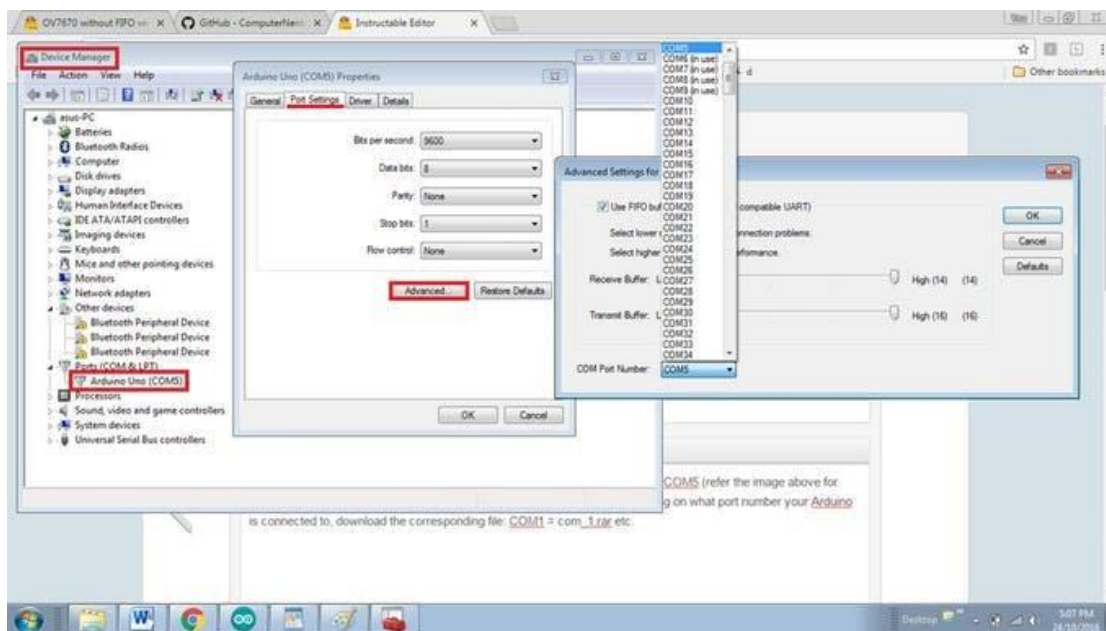 OV7670 without FIFO
GitHub - ComputerNer
Instructable Editor
Other bookmarks
Device Manager
File Action View Help
asus-PC
Batteries
Bluetooth Radios
Computer
Disk drives
Display adapters
Human Interface Devices
IDE ATA/ATAPI controllers
Imaging devices
Keyboards
Mice and other pointing devices
Monitors
Network adapters
Other devices
Bluetooth Peripheral Device
Bluetooth Peripheral Device
Bluetooth Peripheral Device
Ports (COM & LPT)
Arduino Uno (COM5)
Processors
Sound, video and game controllers
System devices
Universal Serial Bus controllers
Arduino Uno (COM5) Properties
General Port Settings Driver Details
Bits per second: 9600
Data bits: 8
Parity: None
Stop bits: 1
Flow control: None
Advanced... Restore Defaults
OK Cancel
COM5
COM6 (in use)
COM7 (in use)
COM8 (in use)
COM9 (in use)
COM10
COM11
COM12
COM13
COM14
COM15
COM16
COM17
COM18
COM19
COM20
COM21
COM22
COM23
COM24
COM25
COM26
COM27
COM28
COM29
COM30
COM31
COM32
COM33
COM34
Advanced Settings for
Use FIFO buf compatible UART)
Select lower nnection problems.
Select higher erformance.
Receive Buffer: L High (14) (14)
Transmit Buffer: L High (16) (16)
COM Port Number: COM5
OK
Cancel
Defaults
COM5 (refer the image above for
g on what port number your Arduino
is connected to, download the corresponding file: COM1 = com_1.rar etc.
Desktop
5:07 PM
24/10/2016